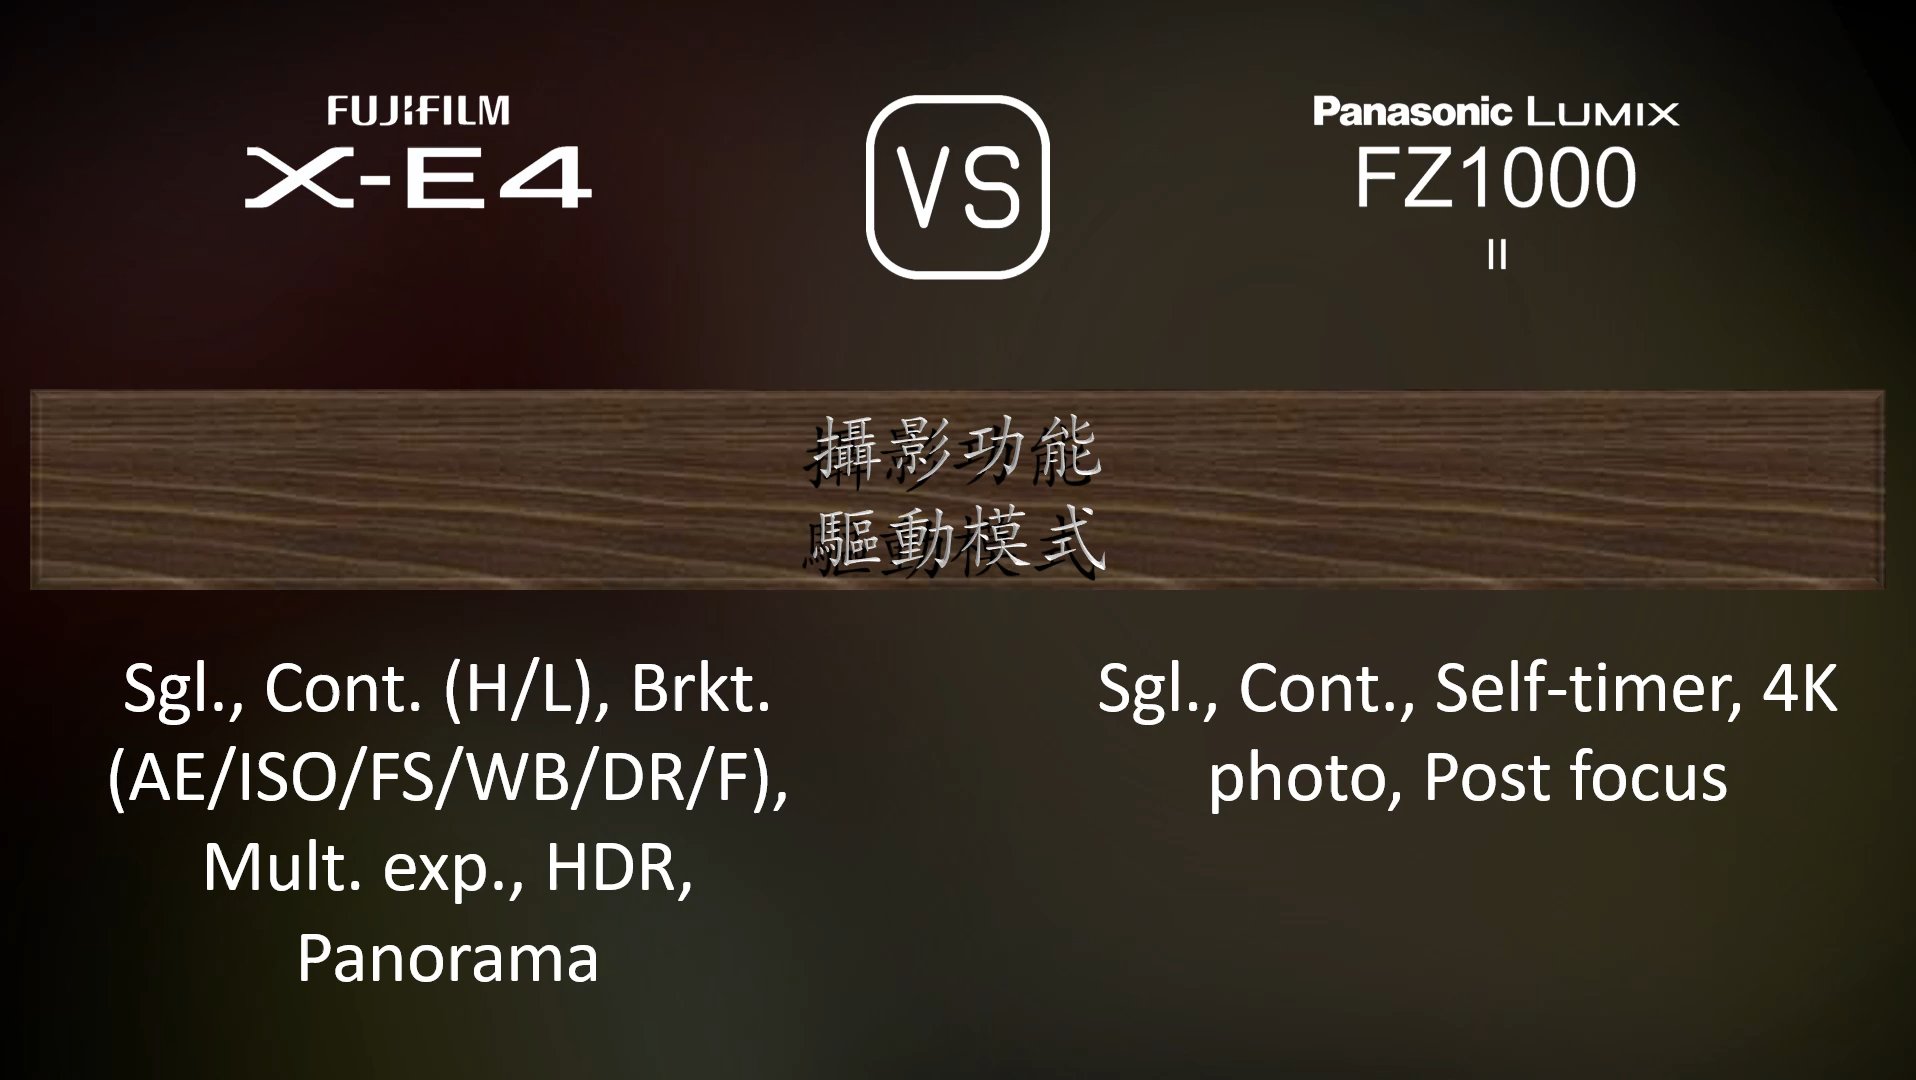 FUJIFILM
X-E4
VS
Panasonic LUMIX
FZ1000
II
攝影功能
驅動模式
Sgl., Cont. (H/L), Brkt.
(AE/ISO/FS/WB/DR/F),
Mult. exp., HDR,
Panorama
Sgl., Cont., Self-timer, 4K
photo, Post focus